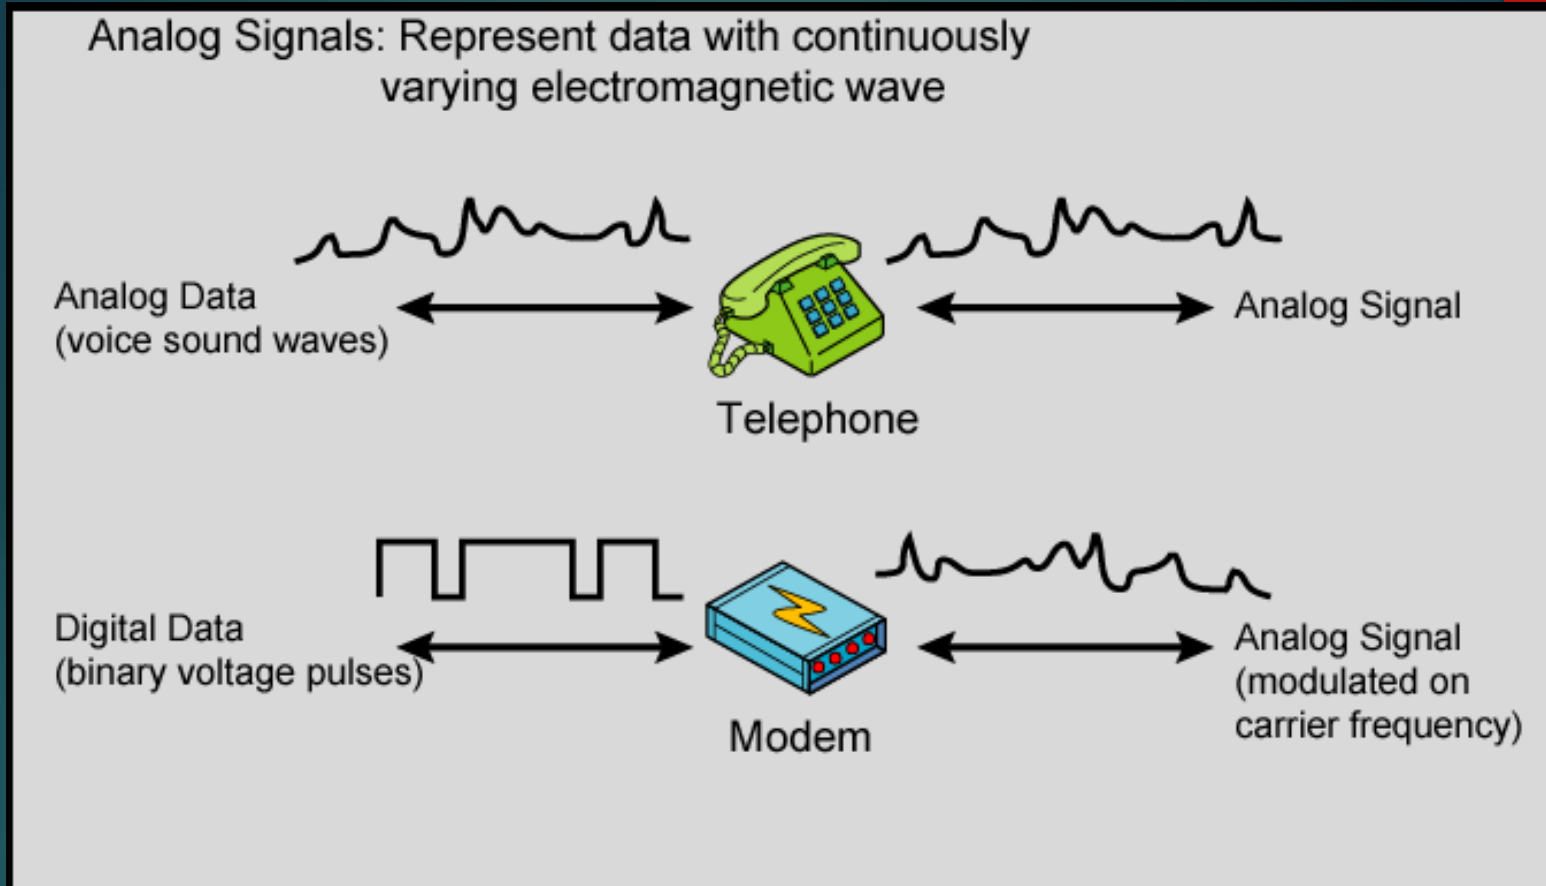 Analog Signals: Represent data with continuously
varying electromagnetic wave
Analog Data
(voice sound waves)
Analog Signal
Telephone
Digital Data
(binary voltage pulses)
Analog Signal
(modulated on
carrier frequency)
Modem